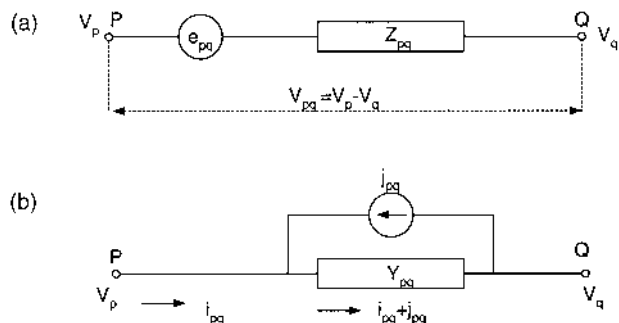 (a)
V_p P Q V_q
e_pq Z_pq
V_pq = V_p-V_q
(b)
j_pq
P Q
Y_pq
V_p i_pq i_pq+j_pq V_q